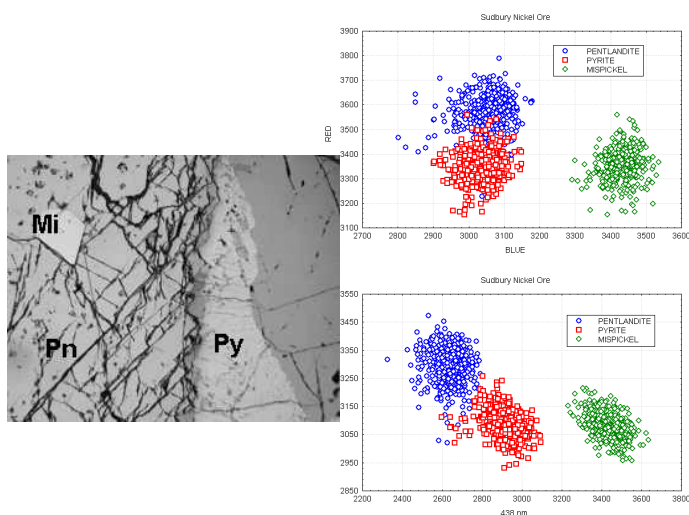 Mi
Pn
Py
Sudbury Nickel Ore
PENTLANDITE
PYRITE
MISPICKEL
RED
3900
3800
3700
3600
3500
3400
3300
3200
3100
2700 2800 2900 3000 3100 3200 3300 3400 3500 3600
BLUE
Sudbury Nickel Ore
PENTLANDITE
PYRITE
MISPICKEL
3550
3450
3350
3250
3150
3050
2950
2850
2200 2400 2600 2800 3000 3200 3400 3600 3800
438 nm